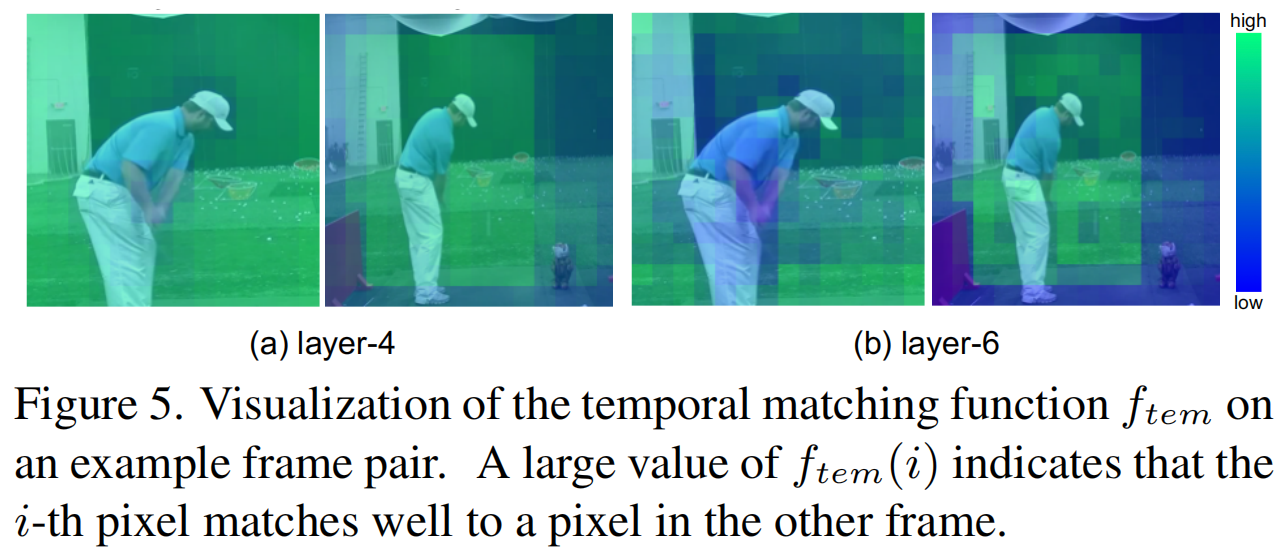 high
low
(a) layer-4
(b) layer-6
Figure 5. Visualization of the temporal matching function f_tem on
an example frame pair. A large value of f_tem(i) indicates that the
i-th pixel matches well to a pixel in the other frame.